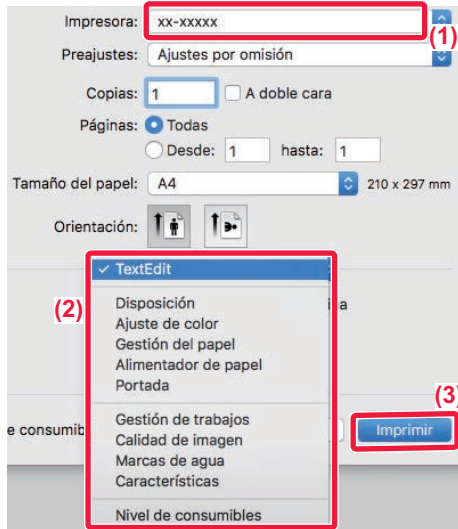 Impresora: xx-xxxxx
(1)
Preajustes: Ajustes por omisión
Copias: 1 A doble cara
Páginas: Todas
Desde: 1 hasta: 1
Tamaño del papel: A4 210 x 297 mm
Orientación:
✓ TextEdit
(2)
Disposición
Ajuste de color
Gestión del papel
Alimentador de papel
Portada
Gestión de trabajos
(3)
e consumib
Calidad de imagen
Imprimir
Marcas de agua
Características
Nivel de consumibles